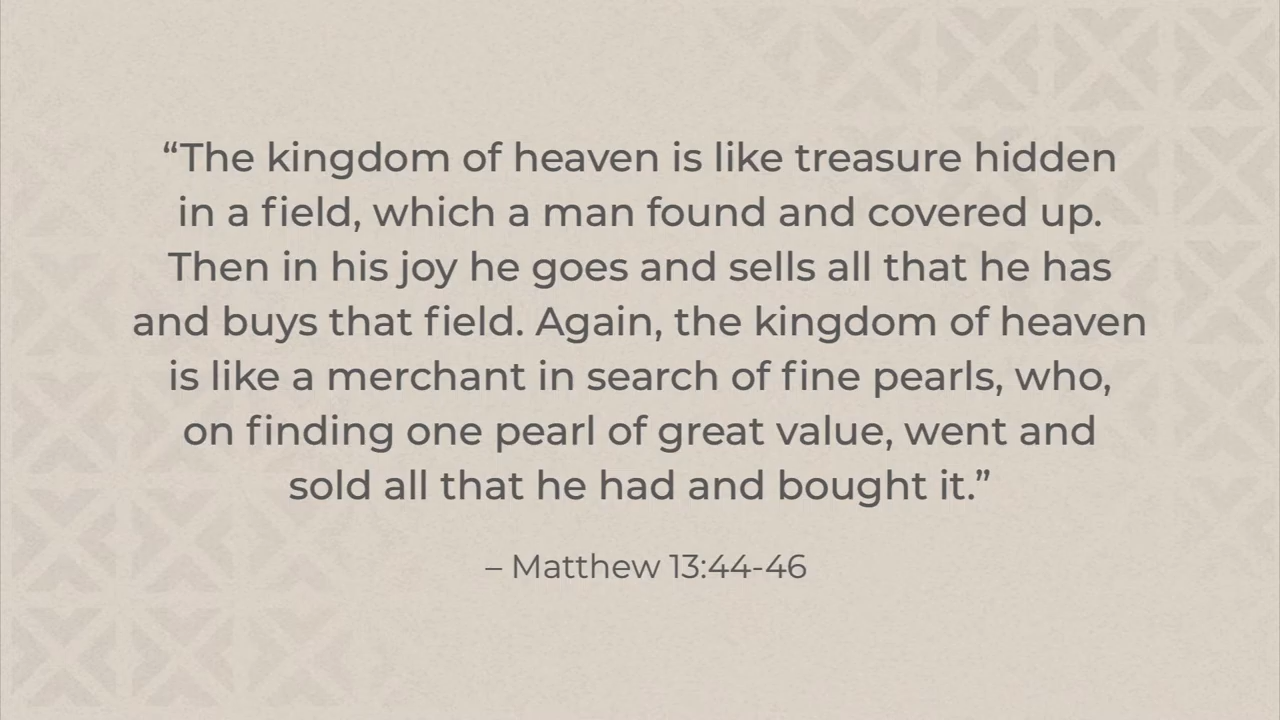 “The kingdom of heaven is like treasure hidden
in a field, which a man found and covered up.
Then in his joy he goes and sells all that he has
and buys that field. Again, the kingdom of heaven
is like a merchant in search of fine pearls, who,
on finding one pearl of great value, went and
sold all that he had and bought it.”
– Matthew 13:44-46